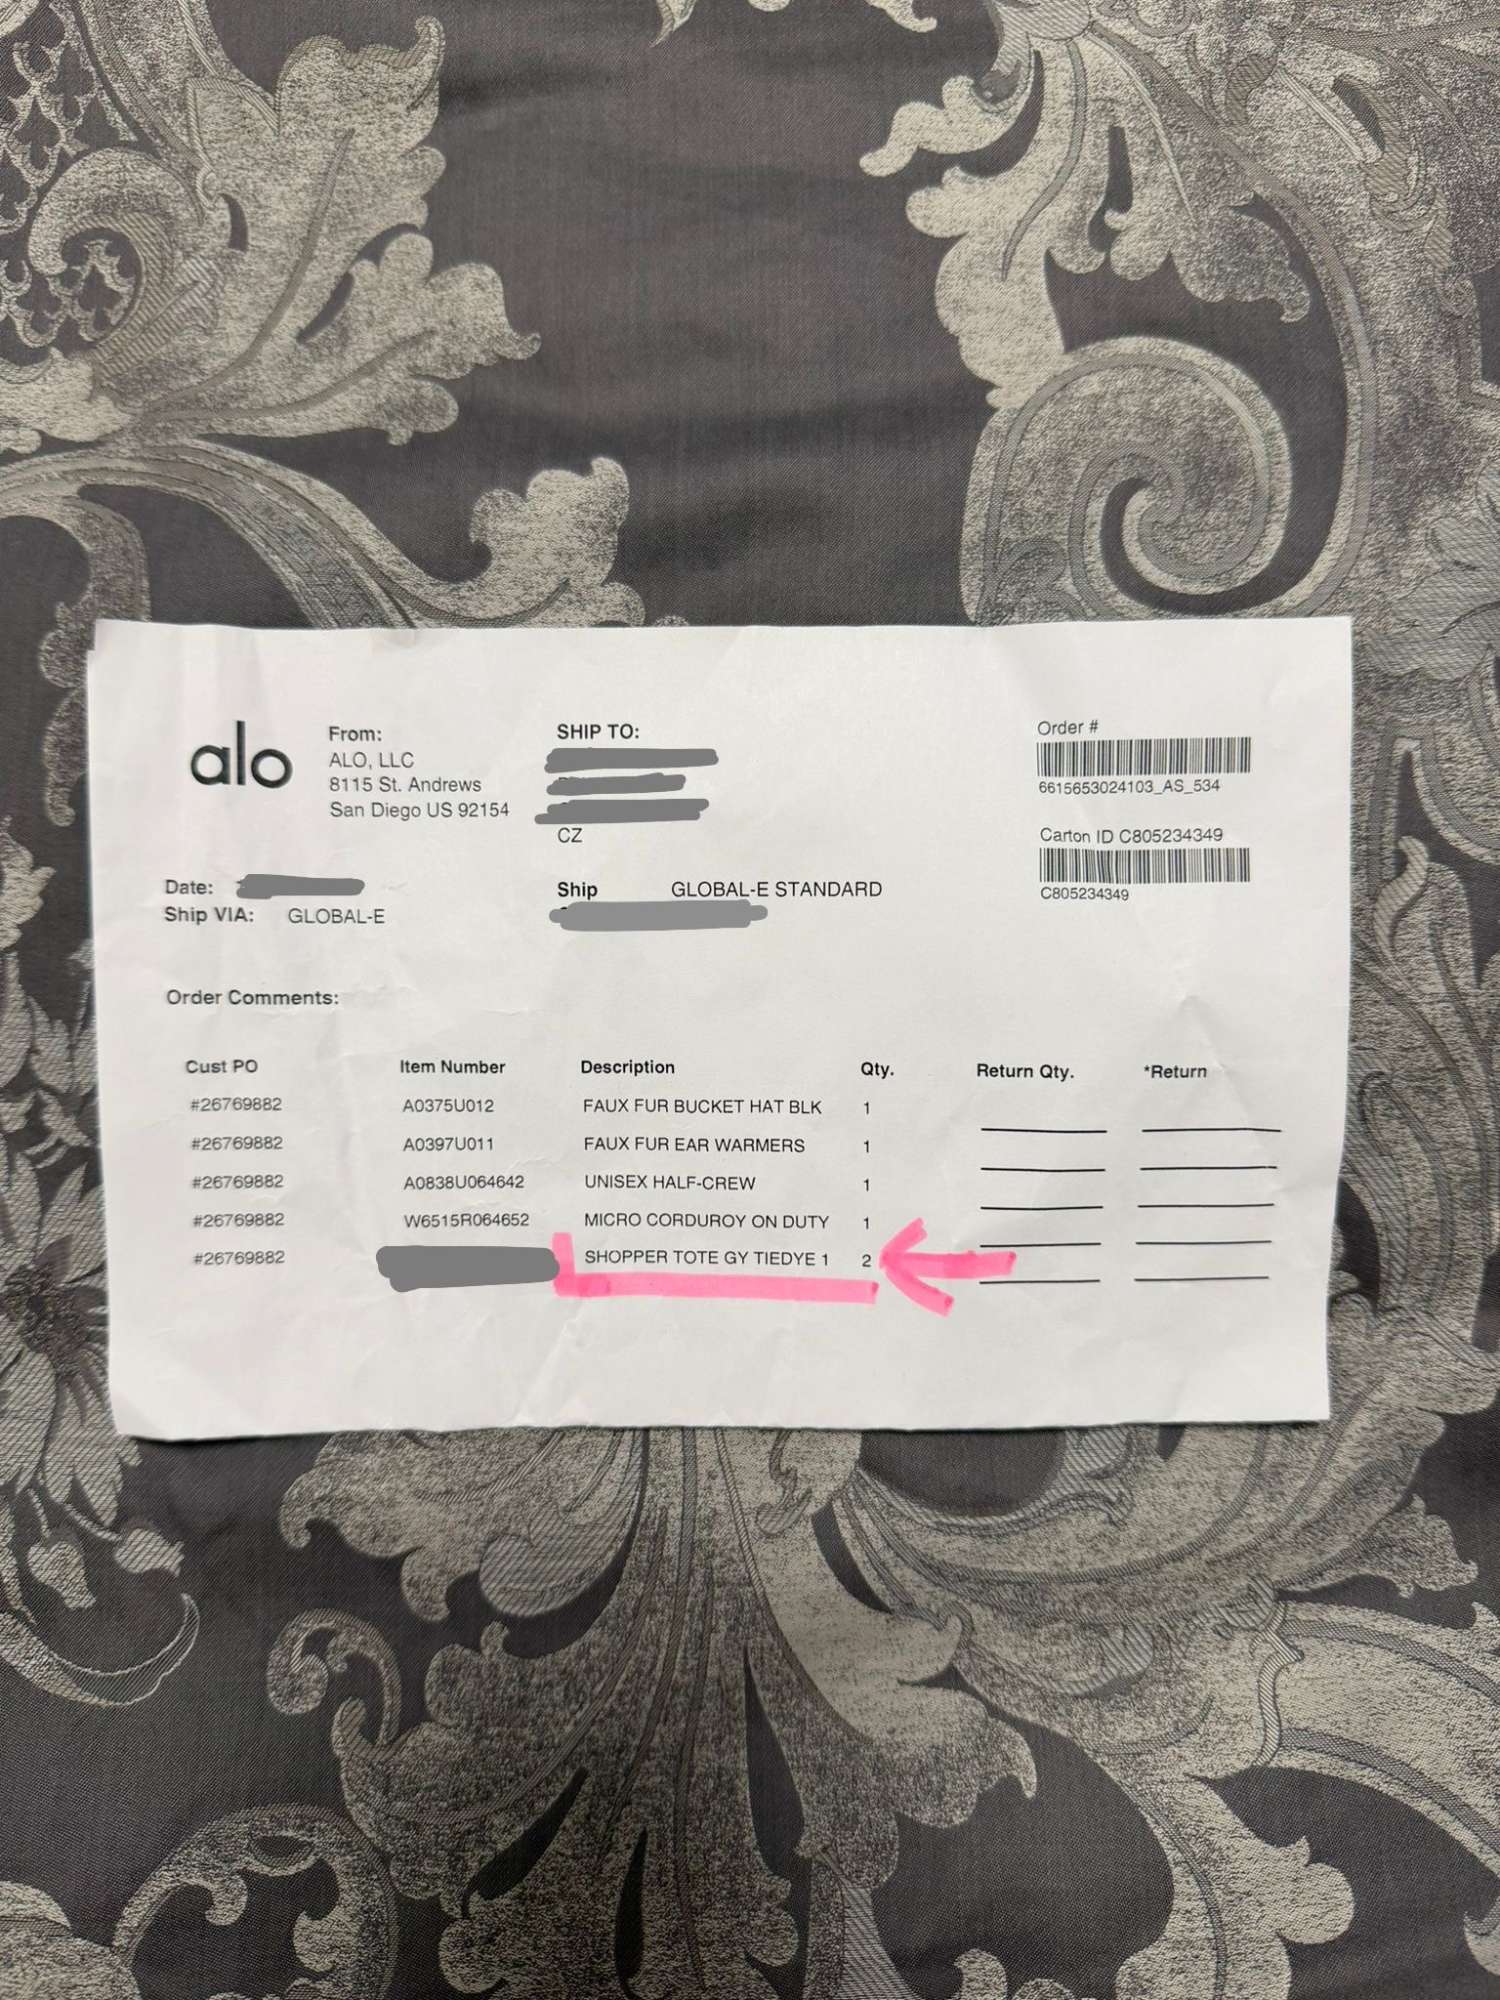 alo
From:
ALO, LLC
8115 St. Andrews
San Diego US 92154
SHIP TO:
CZ
Order #
6615653024103_AS_534
Carton ID C805234349
C805234349
Date:
Ship VIA: GLOBAL-E
Ship GLOBAL-E STANDARD
Order Comments:
Cust PO Item Number Description Qty. Return Qty. *Return
#26769882 A0375U012 FAUX FUR BUCKET HAT BLK 1
#26769882 A0397U011 FAUX FUR EAR WARMERS 1
#26769882 A0838U064642 UNISEX HALF-CREW 1
#26769882 W6515R064652 MICRO CORDUROY ON DUTY 1
#26769882 SHOPPER TOTE GY TIEDYE 1 2